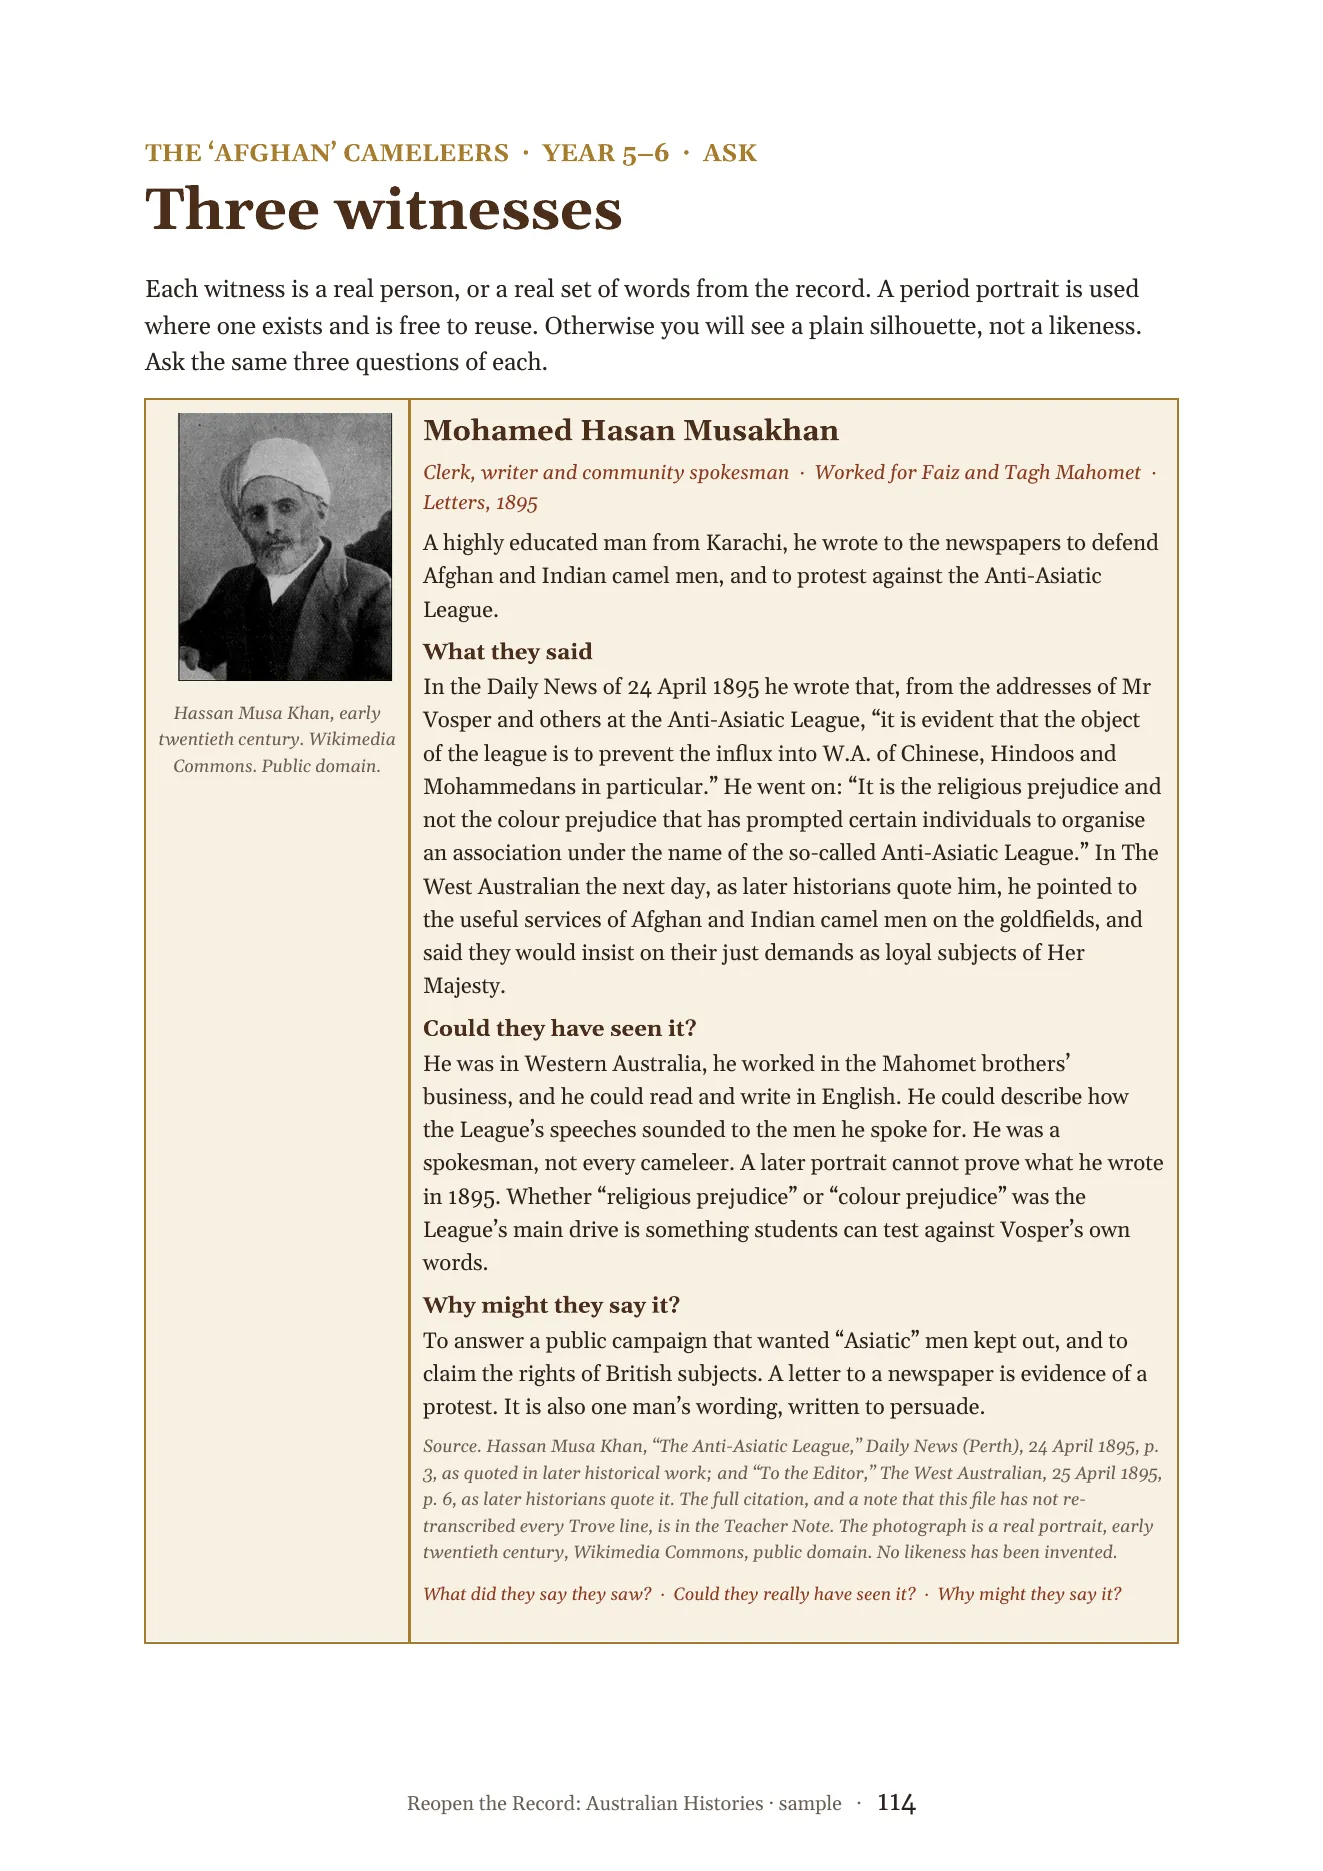 THE ‘AFGHAN’ CAMELEERS · YEAR 5–6 · ASK
Three witnesses
Each witness is a real person, or a real set of words from the record. A period portrait is used
where one exists and is free to reuse. Otherwise you will see a plain silhouette, not a likeness.
Ask the same three questions of each.
Hassan Musa Khan, early
twentieth century. Wikimedia
Commons. Public domain.
Mohamed Hasan Musakhan
Clerk, writer and community spokesman · Worked for Faiz and Tagh Mahomet ·
Letters, 1895
A highly educated man from Karachi, he wrote to the newspapers to defend
Afghan and Indian camel men, and to protest against the Anti-Asiatic
League.
What they said
In the Daily News of 24 April 1895 he wrote that, from the addresses of Mr
Vosper and others at the Anti-Asiatic League, “it is evident that the object
of the league is to prevent the influx into W.A. of Chinese, Hindoos and
Mohammedans in particular.” He went on: “It is the religious prejudice and
not the colour prejudice that has prompted certain individuals to organise
an association under the name of the so-called Anti-Asiatic League.” In The
West Australian the next day, as later historians quote him, he pointed to
the useful services of Afghan and Indian camel men on the goldfields, and
said they would insist on their just demands as loyal subjects of Her
Majesty.
Could they have seen it?
He was in Western Australia, he worked in the Mahomet brothers’
business, and he could read and write in English. He could describe how
the League’s speeches sounded to the men he spoke for. He was a
spokesman, not every cameleer. A later portrait cannot prove what he wrote
in 1895. Whether “religious prejudice” or “colour prejudice” was the
League’s main drive is something students can test against Vosper’s own
words.
Why might they say it?
To answer a public campaign that wanted “Asiatic” men kept out, and to
claim the rights of British subjects. A letter to a newspaper is evidence of a
protest. It is also one man’s wording, written to persuade.
Source. Hassan Musa Khan, “The Anti-Asiatic League,” Daily News (Perth), 24 April 1895, p.
3, as quoted in later historical work; and “To the Editor,” The West Australian, 25 April 1895,
p. 6, as later historians quote it. The full citation, and a note that this file has not re-
transcribed every Trove line, is in the Teacher Note. The photograph is a real portrait, early
twentieth century, Wikimedia Commons, public domain. No likeness has been invented.
What did they say they saw? · Could they really have seen it? · Why might they say it?
Reopen the Record: Australian Histories · sample · 114